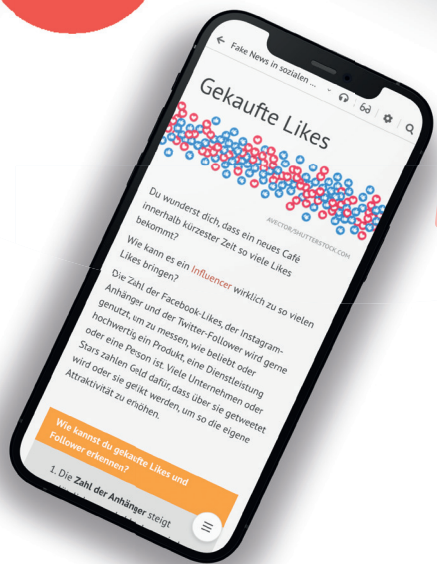 Fake News in sozialen ...
Gekaufte Likes
AVECTOR/SHUTTERSTOCK.COM
Du wunderst dich, dass ein neues Café
innerhalb kürzester Zeit so viele Likes
bekommt?
Wie kann es ein Influencer wirklich zu so vielen
Likes bringen?
Die Zahl der Facebook-Likes, der Instagram-
Anhänger und der Twitter-Follower wird gerne
genutzt, um zu messen, wie beliebt oder
hochwertig ein Produkt, eine Dienstleistung
oder eine Person ist. Viele Unternehmen oder
Stars zahlen Geld dafür, dass über sie getweetet
wird oder sie gelikt werden, um so die eigene
Attraktivität zu erhöhen.
Wie kannst du gekaufte Likes und
Follower erkennen?
1. Die Zahl der Anhänger steigt